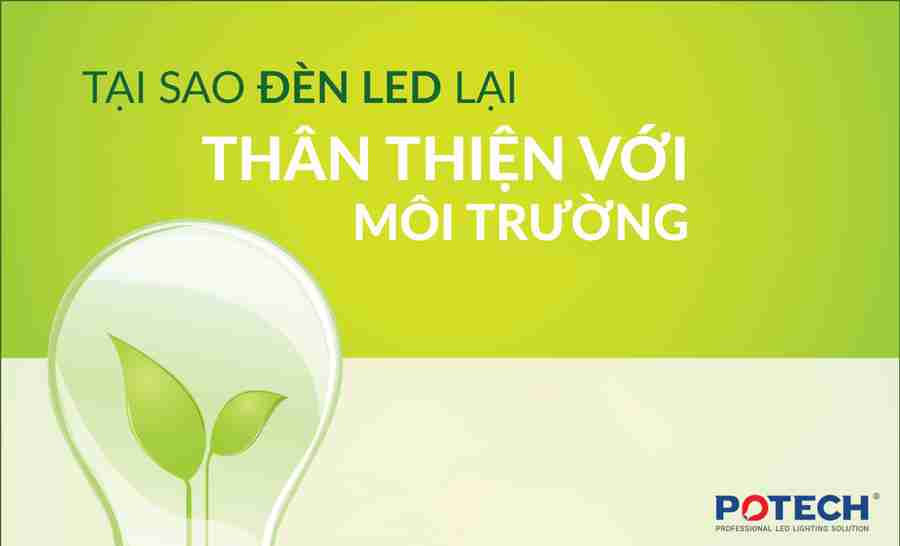 TẠI SAO ĐÈN LED LẠI
THÂN THIỆN VỚI
MÔI TRƯỜNG
POTECH®
PROFESSIONAL LED LIGHTING SOLUTION